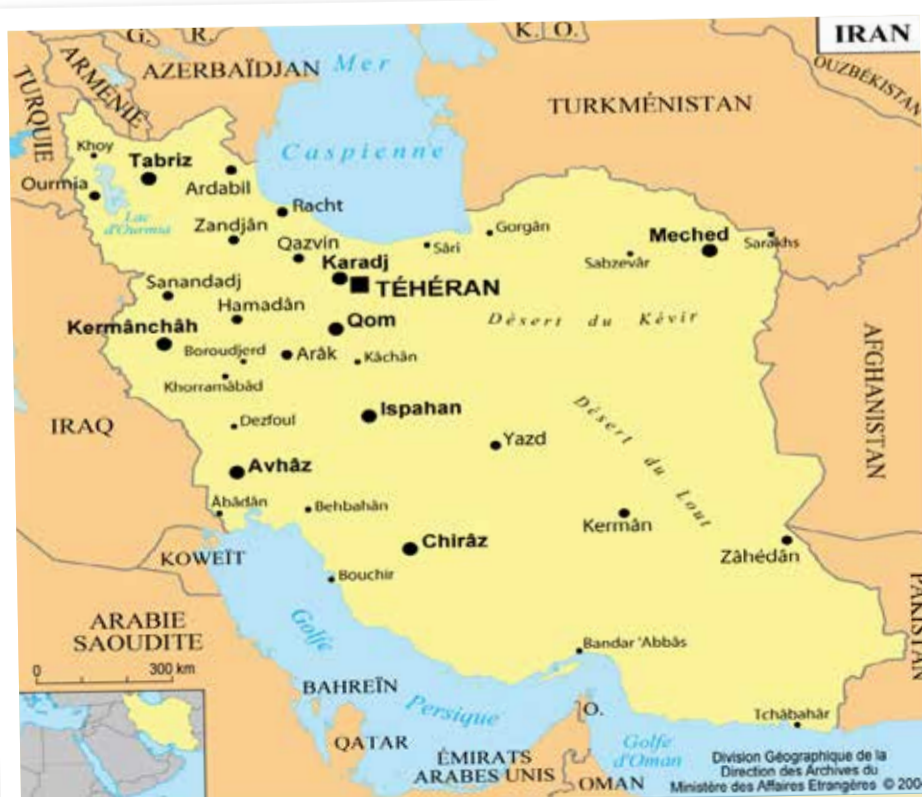 IRAN
G.
R.
K.
O.
AZERBAÏDJAN
Mer
Caspienne
ARMÉNIE
TURQUIE
TURKMÉNISTAN
OUZBÉKISTAN
Khoy
Tabriz
Ardabil
Ourmia
Lac
d'Ourmia
Racht
Zandjân
Qazvin
Sâri
Gorgân
Meched
Sarakhs
Sabzevâr
Karadj
TÉHÉRAN
Sanandadj
Hamadân
Kermânchâh
Qom
Désert du Kévir
Boroudjerd
Arâk
Kâchân
Khorramâbâd
AFGHANISTAN
IRAQ
Dezfoul
Ispahan
Yazd
Désert du Lout
Avhâz
Âbâdân
Behbahân
Kermân
Chirâz
Zâhédân
KOWEÏT
Bouchir
PAKISTAN
ARABIE
SAOUDITE
Golfe
Persique
Bandar 'Abbâs
0
300 km
BAHREÏN
QATAR
O.
Tchâbahâr
ÉMIRATS
ARABES UNIS
OMAN
Golfe
d'Oman
Division Géographique de la
Direction des Archives du
Ministère des Affaires Etrangères © 200